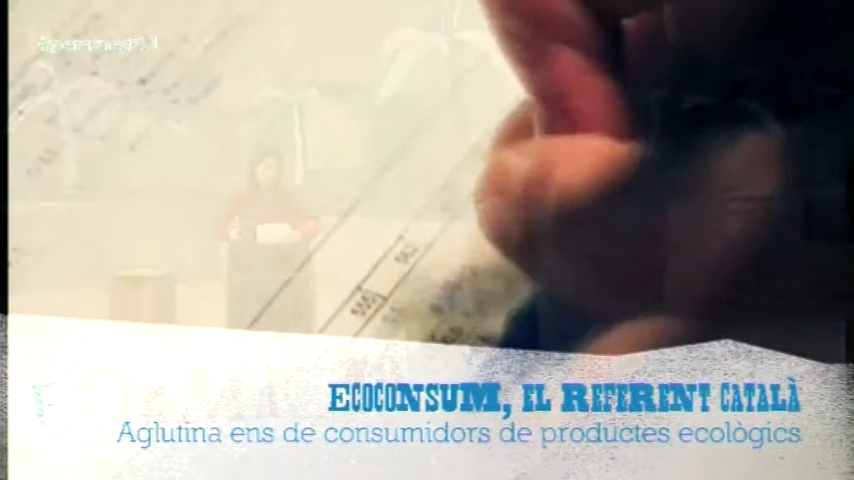 ECOCONSUM, EL REFERENT CATALÀ
Aglutina ens de consumidors de productes ecològics